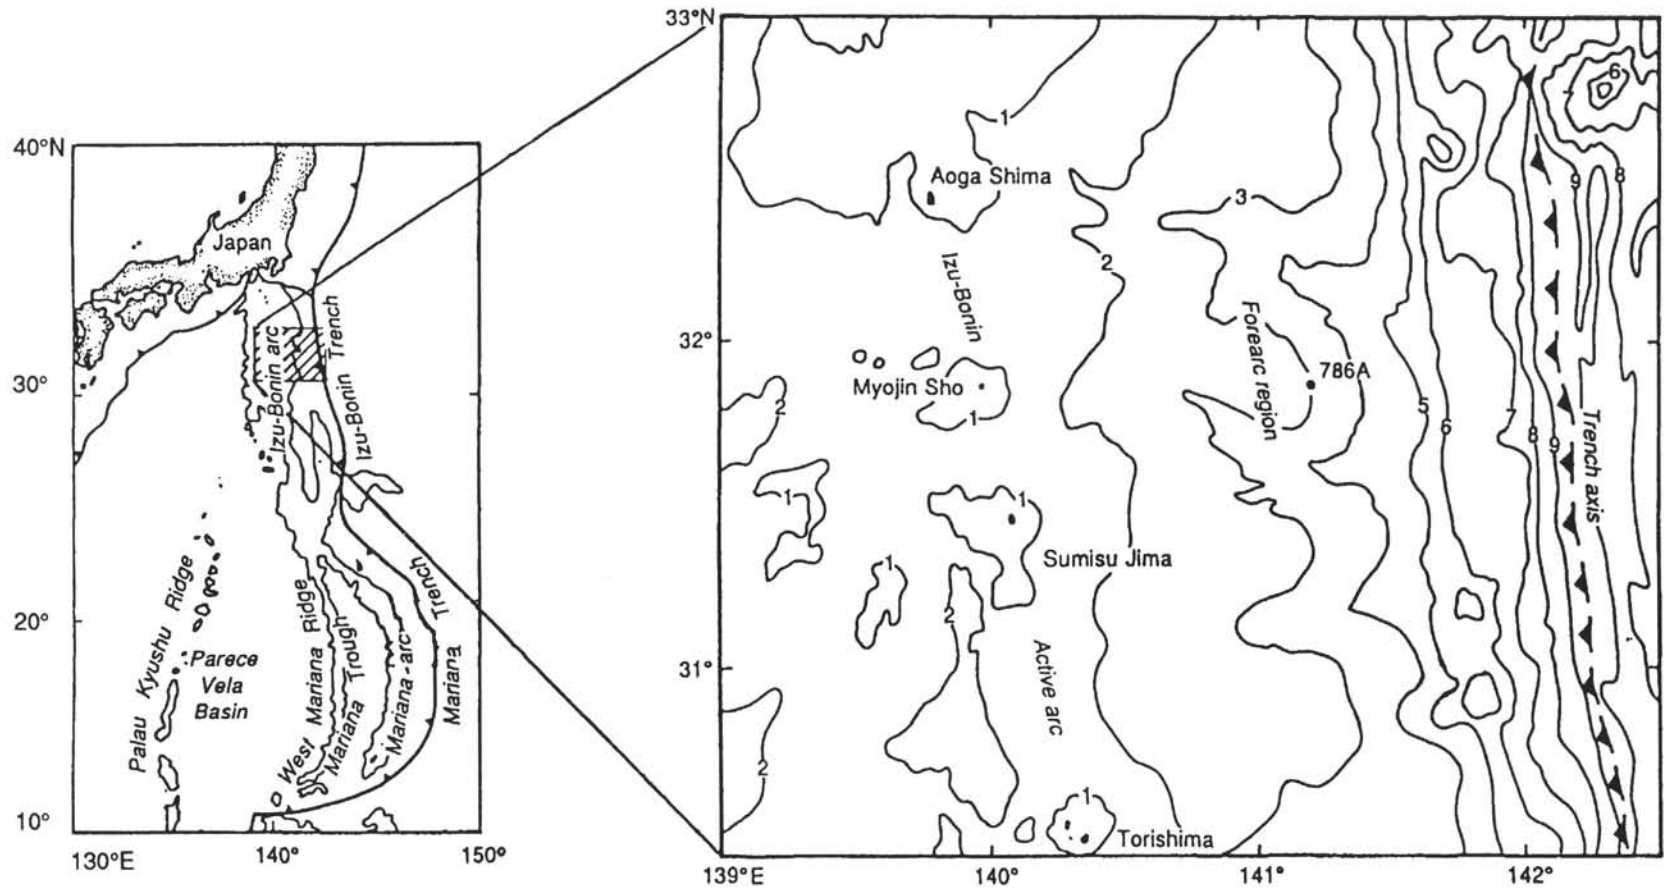 40°N
30°
20°
10°
130°E
140°
150°
Japan
Izu-Bonin arc
Izu-Bonin Trench
Palau Kyushu Ridge
Parece
Vela
Basin
West Mariana Ridge
Mariana Trough
Mariana-arc
Mariana Trench
33°N
32°
31°
139°E
140°
141°
142°
Aoga Shima
Izu-Bonin
Myojin Sho
Sumisu Jima
Active arc
Torishima
Forearc region
786A
Trench axis
1
3
2
6
7
9
8
2
1
5
6
7
8
9
1
1
1
2
2
1